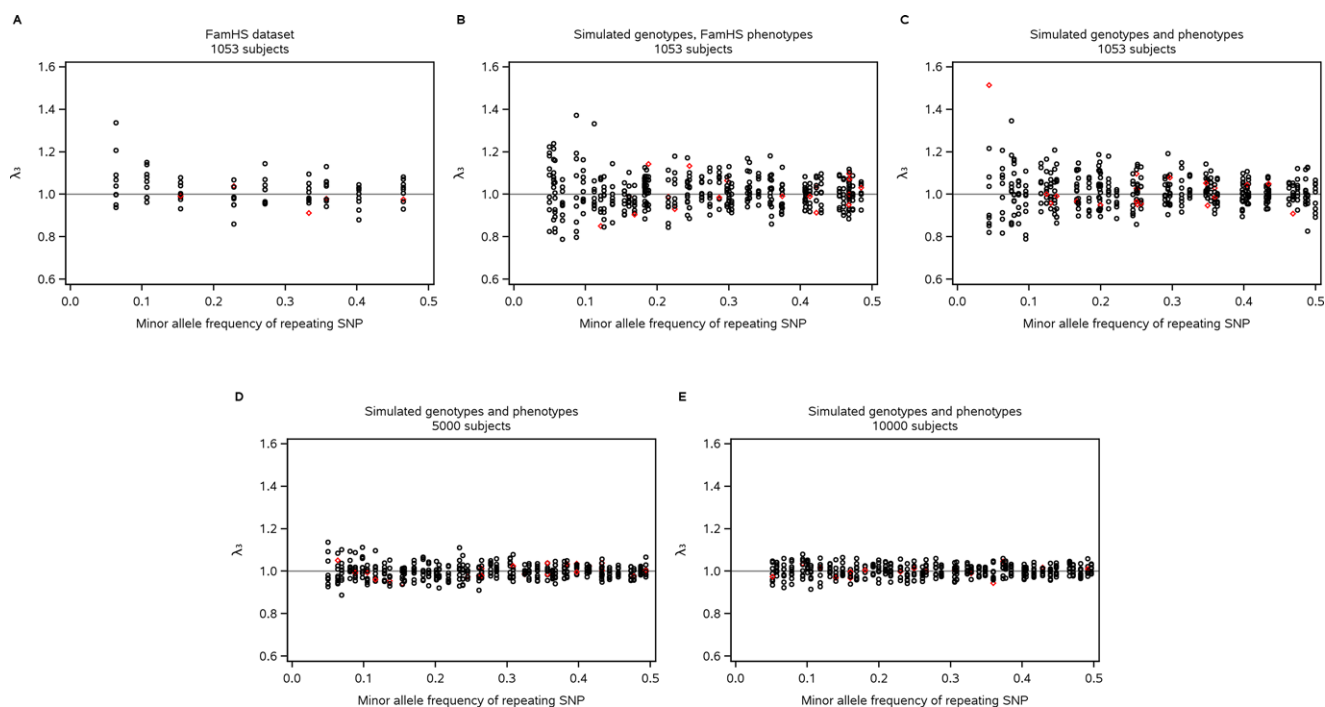 A
FamHS dataset
1053 subjects
1.6
1.4
1.2
λ3
1.0
0.8
0.6
0.0 0.1 0.2 0.3 0.4 0.5
Minor allele frequency of repeating SNP
B
Simulated genotypes, FamHS phenotypes
1053 subjects
1.6
1.4
1.2
λ3
1.0
0.8
0.6
0.0 0.1 0.2 0.3 0.4 0.5
Minor allele frequency of repeating SNP
C
Simulated genotypes and phenotypes
1053 subjects
1.6
1.4
1.2
λ3
1.0
0.8
0.6
0.0 0.1 0.2 0.3 0.4 0.5
Minor allele frequency of repeating SNP
D
Simulated genotypes and phenotypes
5000 subjects
1.6
1.4
1.2
λ3
1.0
0.8
0.6
0.0 0.1 0.2 0.3 0.4 0.5
Minor allele frequency of repeating SNP
E
Simulated genotypes and phenotypes
10000 subjects
1.6
1.4
1.2
λ3
1.0
0.8
0.6
0.0 0.1 0.2 0.3 0.4 0.5
Minor allele frequency of repeating SNP